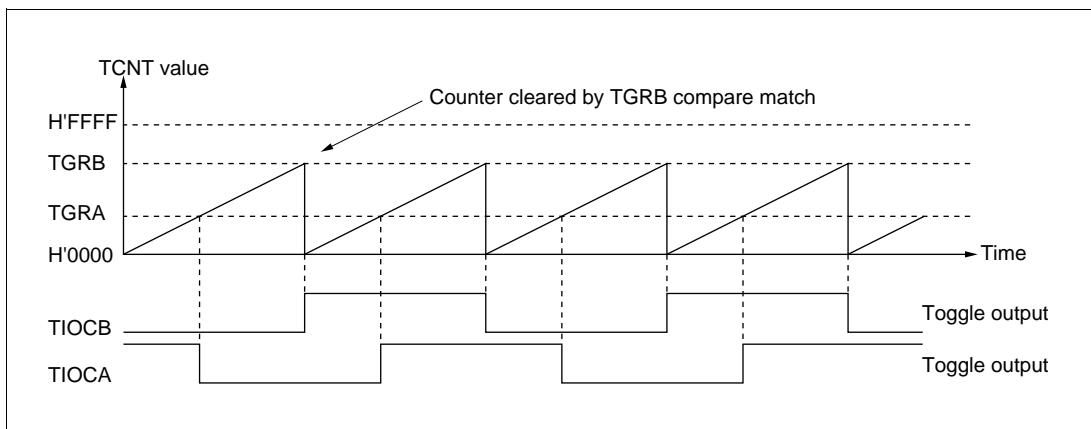 TCNT value
Counter cleared by TGRB compare match
H'FFFF
TGRB
TGRA
H'0000
Time
TIOCB
Toggle output
TIOCA
Toggle output